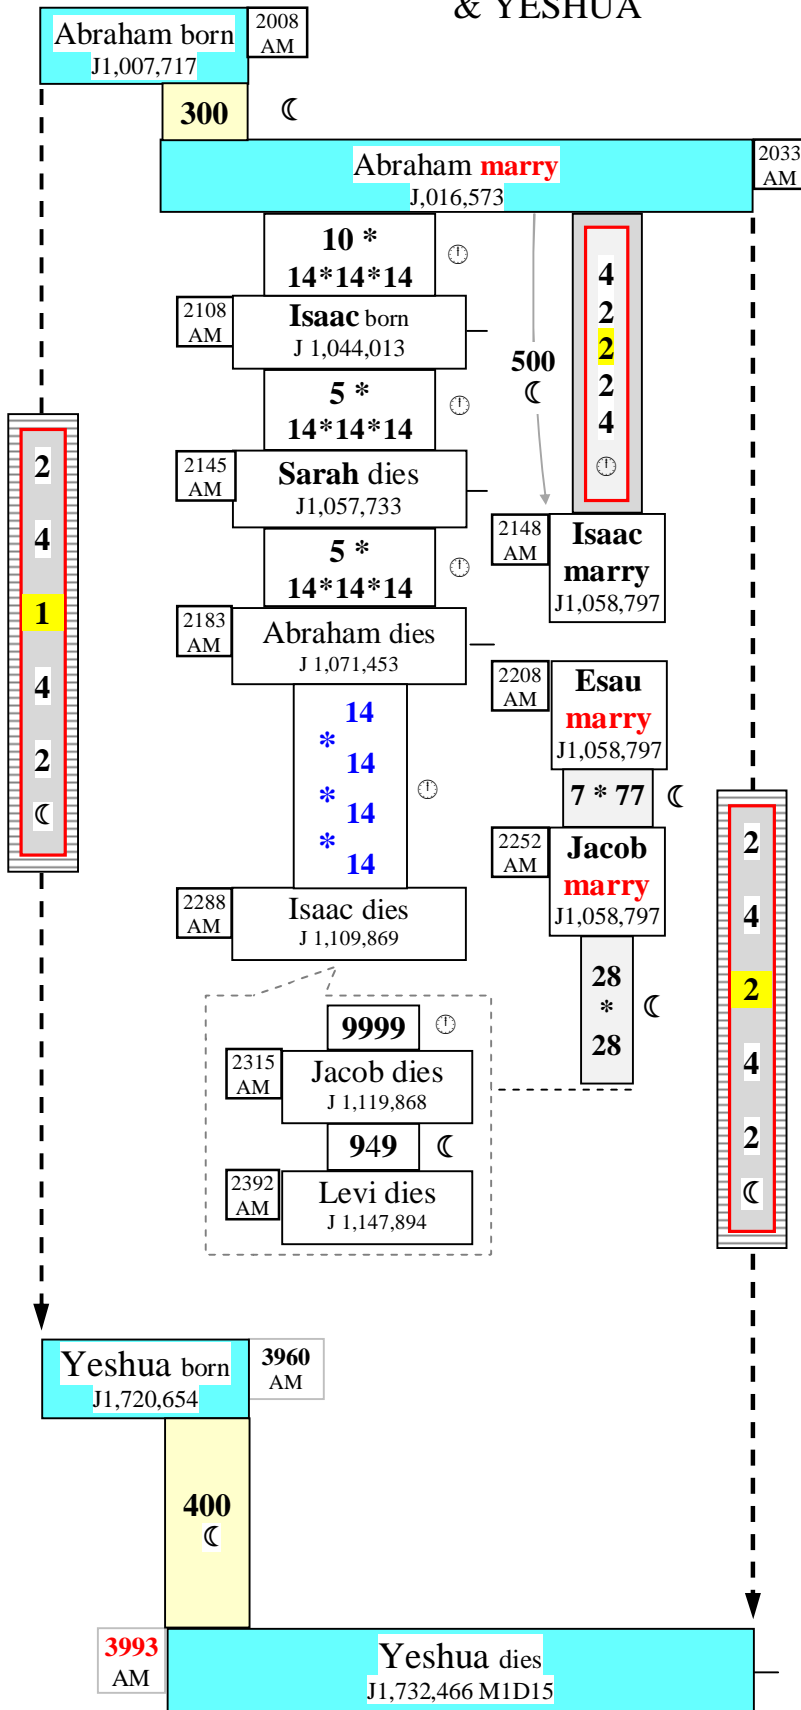 & YESHUA
Abraham born
J1,007,717
2008
AM
300 ☾
Abraham marry
J,016,573
2033
AM
10 *
14*14*14
2108
AM
Isaac born
J 1,044,013
5 *
14*14*14
2145
AM
Sarah dies
J1,057,733
5 *
14*14*14
2183
AM
Abraham dies
J 1,071,453
14
*
14
*
14
*
14
2288
AM
Isaac dies
J 1,109,869
9999
2315
AM
Jacob dies
J 1,119,868
949 ☾
2392
AM
Levi dies
J 1,147,894
500
☾
4
2
2
2
4
2148
AM
Isaac
marry
J1,058,797
2208
AM
Esau
marry
J1,058,797
7 * 77 ☾
2252
AM
Jacob
marry
J1,058,797
28
*
28
☾
2
4
1
4
2
☾
2
4
2
4
2
☾
Yeshua born
J1,720,654
3960
AM
400
☾
3993
AM
Yeshua dies
J1,732,466 M1D15